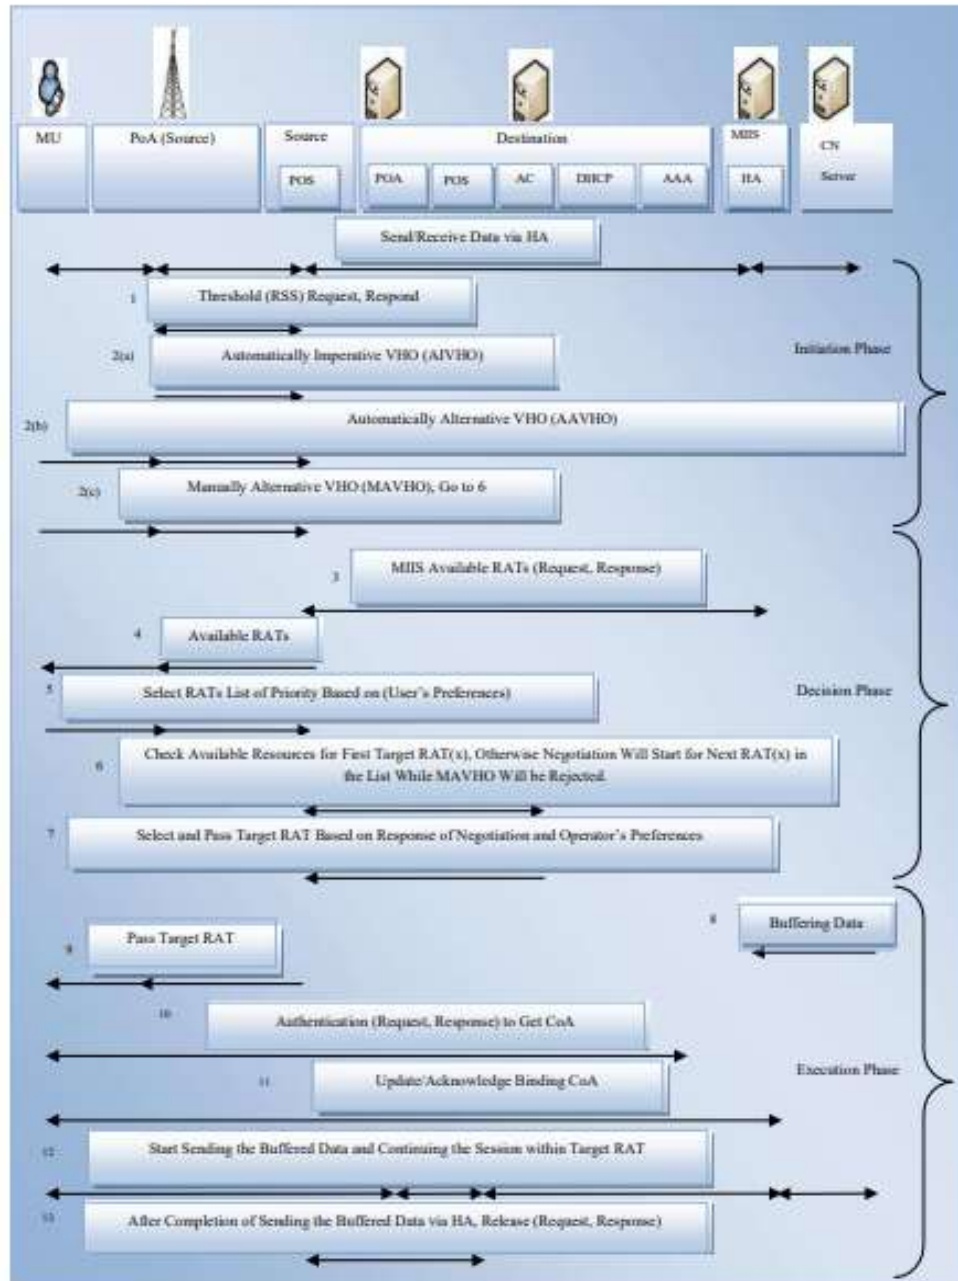 MU
PoA (Source)
Source
POS
Destination
POA
POS
AC
DHCP
AAA
MIIS
HA
CN
Server
Send/Receive Data via HA
1
Threshold (RSS) Request, Respond
2(a)
Automatically Imperative VHO (AIVHO)
Initiation Phase
2(b)
Automatically Alternative VHO (AAVHO)
2(c)
Manually Alternative VHO (MAVHO), Go to 6
3
MIIS Available RATs (Request, Response)
4
Available RATs
5
Select RATs List of Priority Based on (User's Preferences)
Decision Phase
6
Check Available Resources for First Target RAT(x), Otherwise Negotiation Will Start for Next RAT(x) in
the List While MAVHO Will be Rejected.
7
Select and Pass Target RAT Based on Response of Negotiation and Operator's Preferences
8
Buffering Data
9
Pass Target RAT
10
Authentication (Request, Response) to Get CoA
Execution Phase
11
Update/Acknowledge Binding CoA
12
Start Sending the Buffered Data and Continuing the Session within Target RAT
13
After Completion of Sending the Buffered Data via HA, Release (Request, Response)